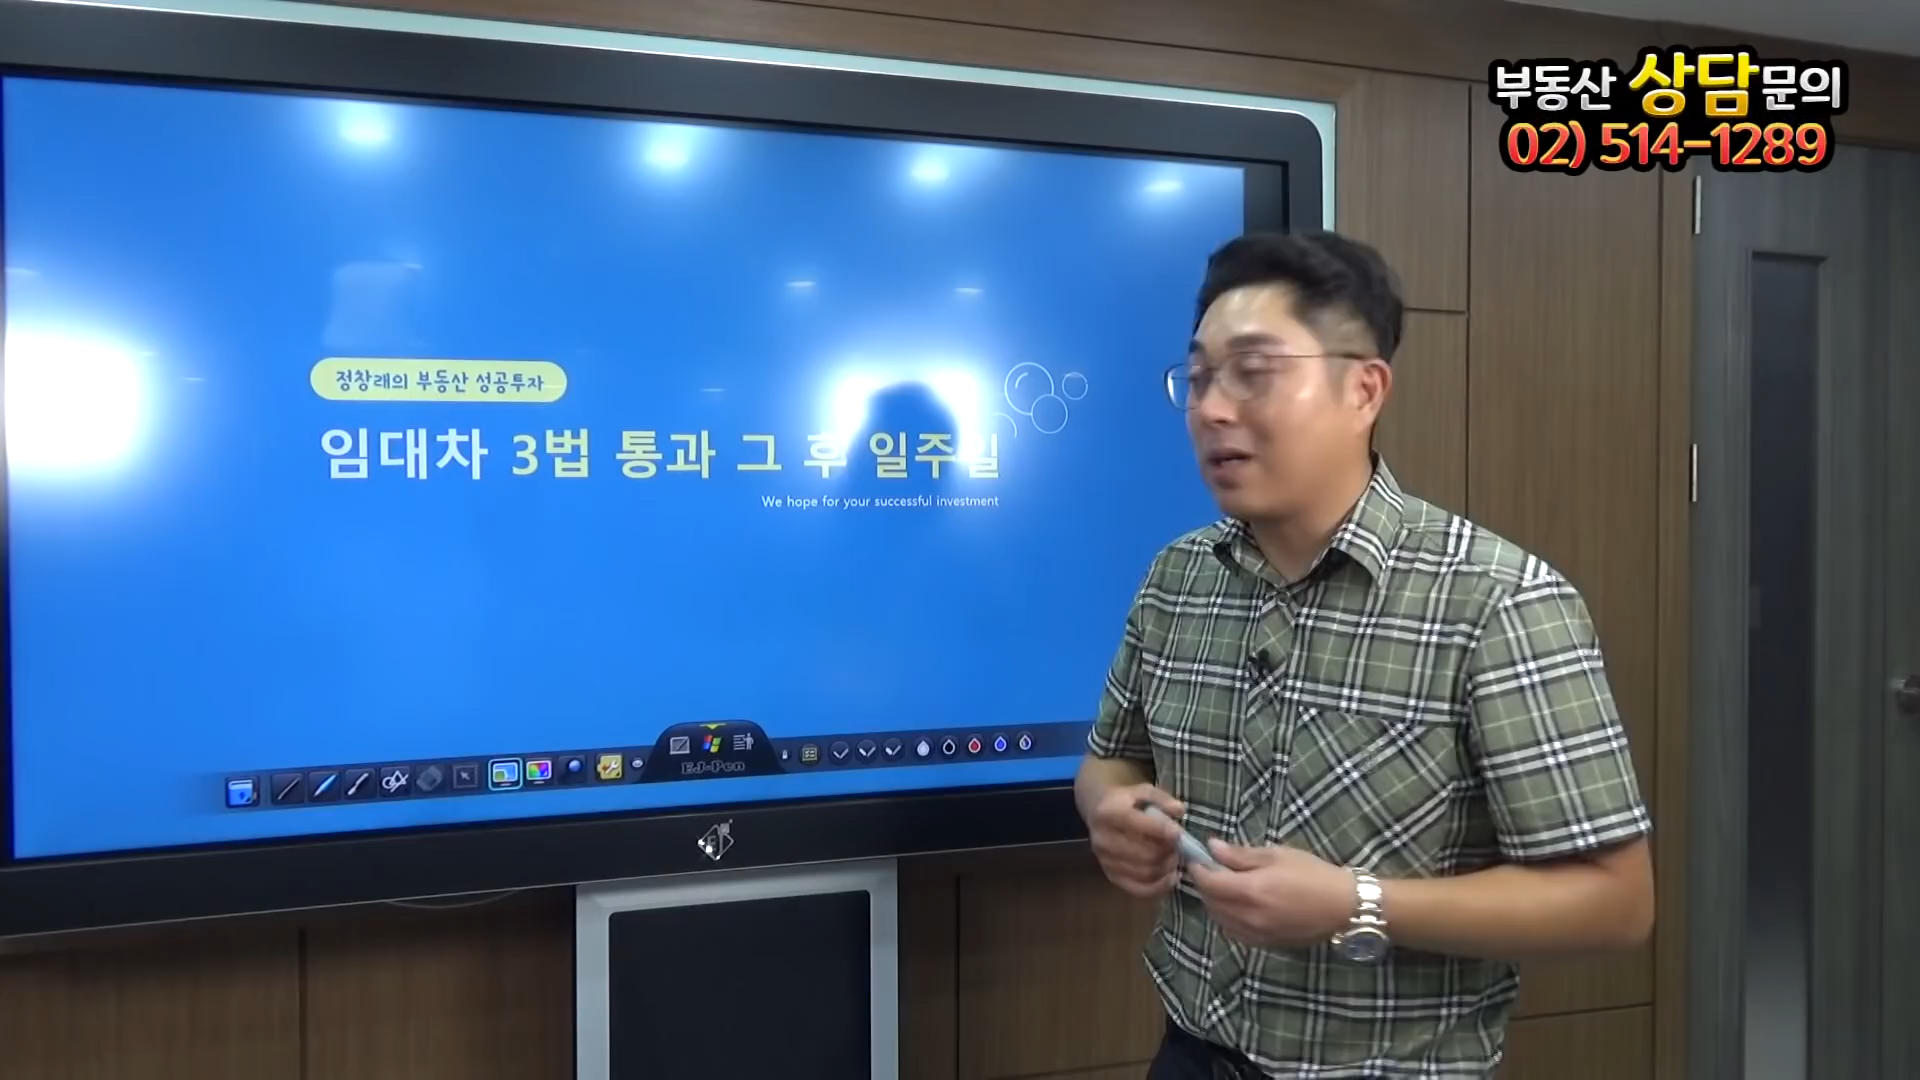 부동산 상담문의
02) 514-1289
정창래의 부동산 성공투자
임대차 3법 통과 그 후 일주일
We hope for your successful investment
EJ-Pen